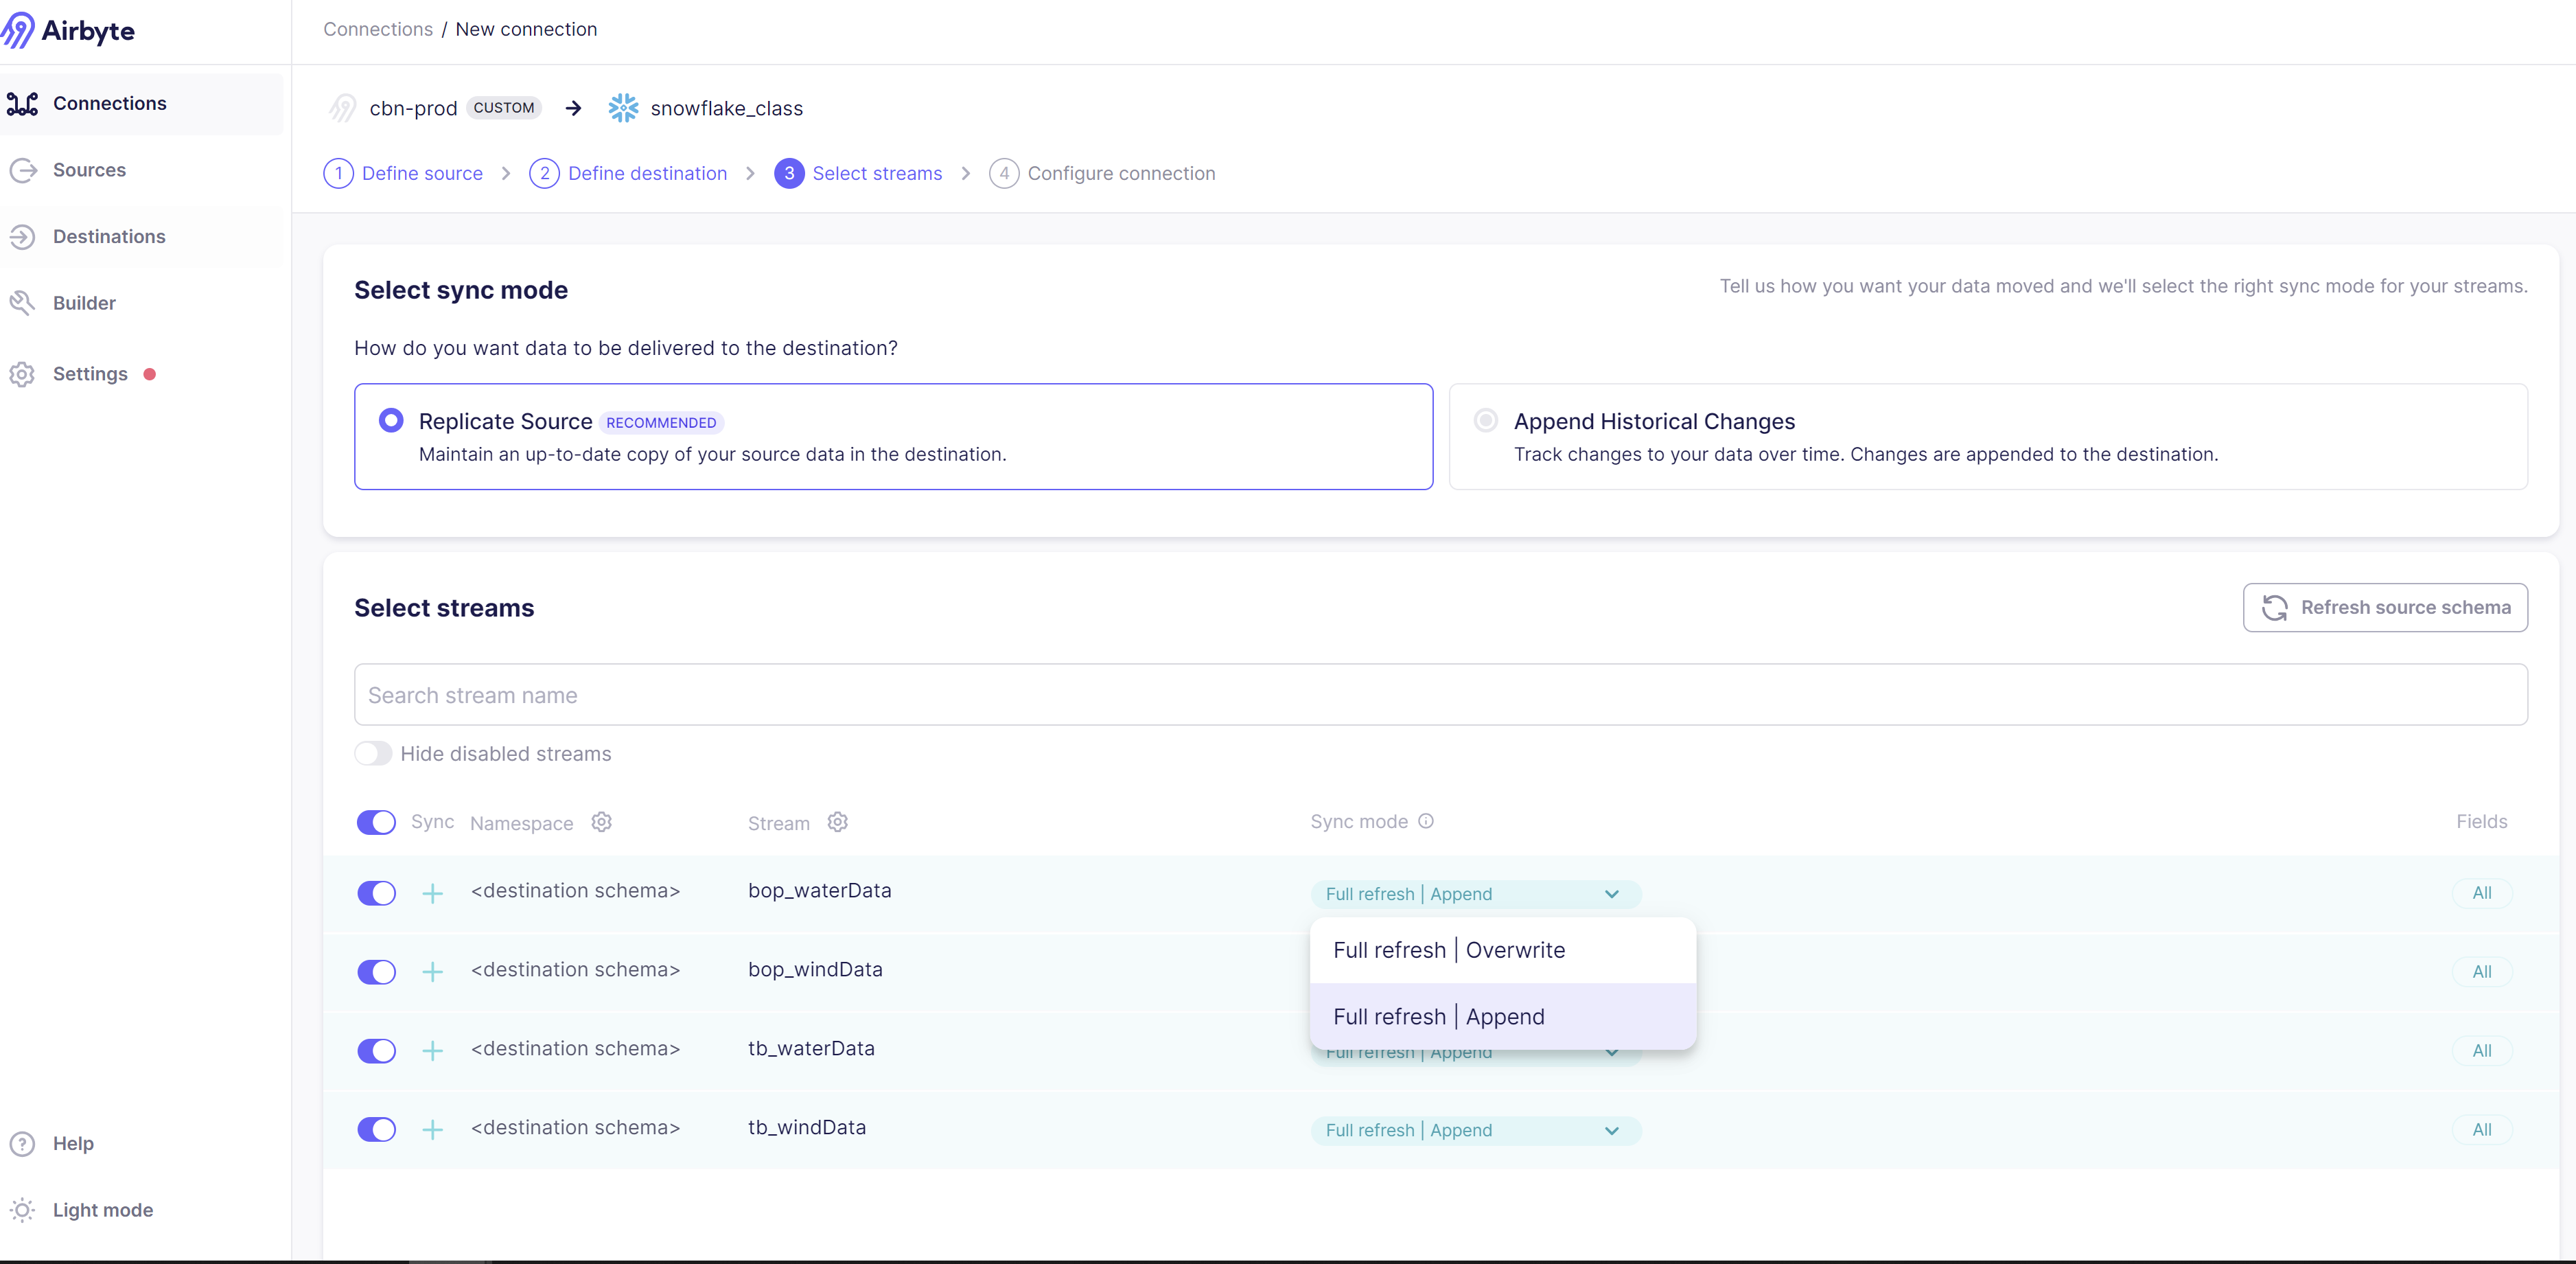 Airbyte
Connections
Sources
Destinations
Builder
Settings
Help
Light mode
Connections / New connection
cbn-prod CUSTOM → snowflake_class
1 Define source > 2 Define destination > 3 Select streams > 4 Configure connection
Select sync mode
Tell us how you want your data moved and we'll select the right sync mode for your streams.
How do you want data to be delivered to the destination?
Replicate Source RECOMMENDED
Maintain an up-to-date copy of your source data in the destination.
Append Historical Changes
Track changes to your data over time. Changes are appended to the destination.
Select streams
Refresh source schema
Search stream name
Hide disabled streams
Sync Namespace Stream Sync mode Fields
<destination schema> bop_waterData Full refresh | Append All
Full refresh | Overwrite
<destination schema> bop_windData All
Full refresh | Append
<destination schema> tb_waterData Full refresh | Append All
<destination schema> tb_windData Full refresh | Append All